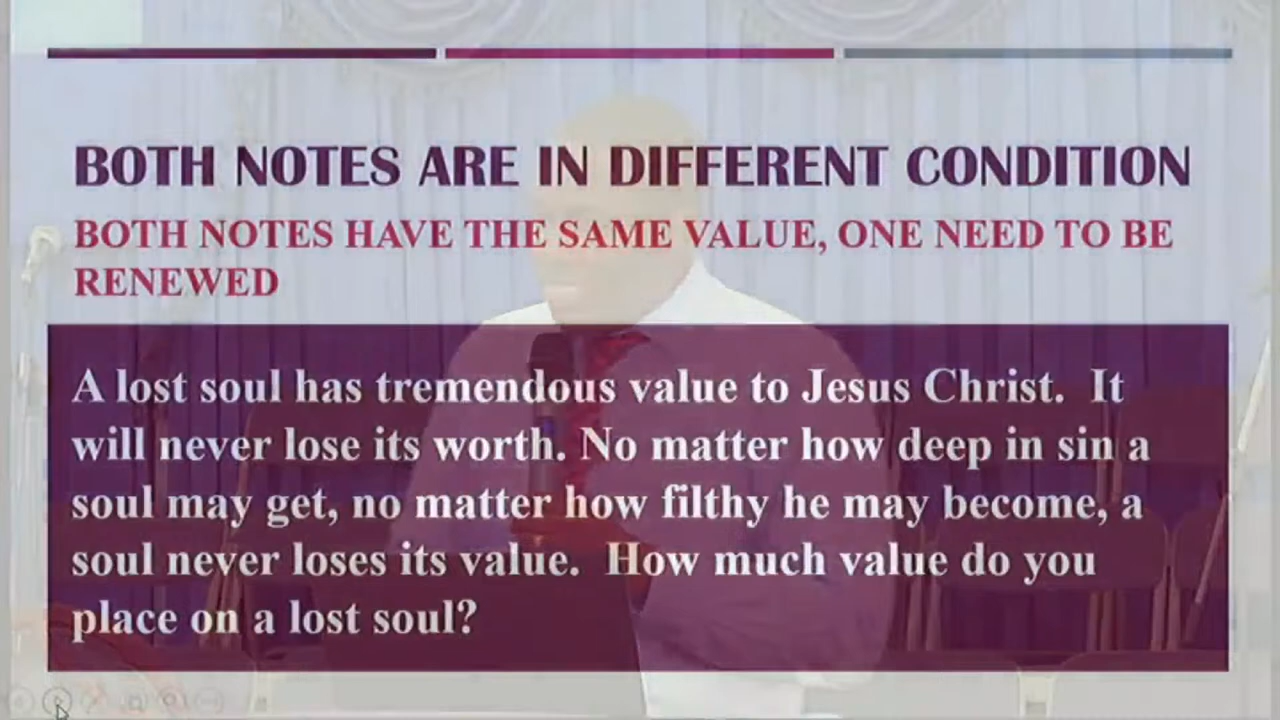 BOTH NOTES ARE IN DIFFERENT CONDITION
BOTH NOTES HAVE THE SAME VALUE, ONE NEED TO BE
RENEWED
A lost soul has tremendous value to Jesus Christ.  It
will never lose its worth. No matter how deep in sin a
soul may get, no matter how filthy he may become, a
soul never loses its value.  How much value do you
place on a lost soul?